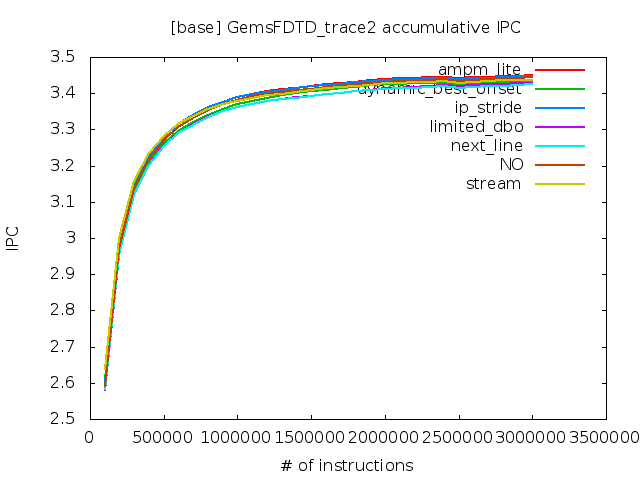 [base] GemsFDTD_trace2 accumulative IPC
3.5
3.4
3.3
3.2
3.1
3
2.9
2.8
2.7
2.6
2.5
IPC
ampm_lite
dynamic_best_offset
ip_stride
limited_dbo
next_line
NO
stream
0 500000 1000000 1500000 2000000 2500000 3000000 3500000
# of instructions